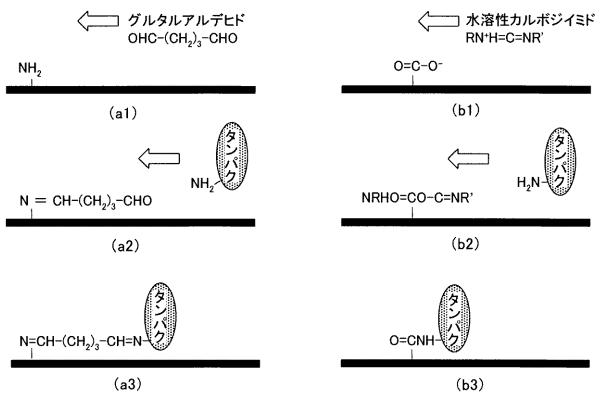 グルタルアルデヒド
OHC-(CH₂)₃-CHO
NH₂
(a1)
水溶性カルボジイミド
RN⁺H=C=NR'
O=C-O⁻
(b1)
タンパク
NH₂
N = CH-(CH₂)₃-CHO
(a2)
タンパク
H₂N
NRHO=CO-C=NR'
(b2)
タンパク
N=CH-(CH₂)₃-CH=N
(a3)
タンパク
O=CNH
(b3)